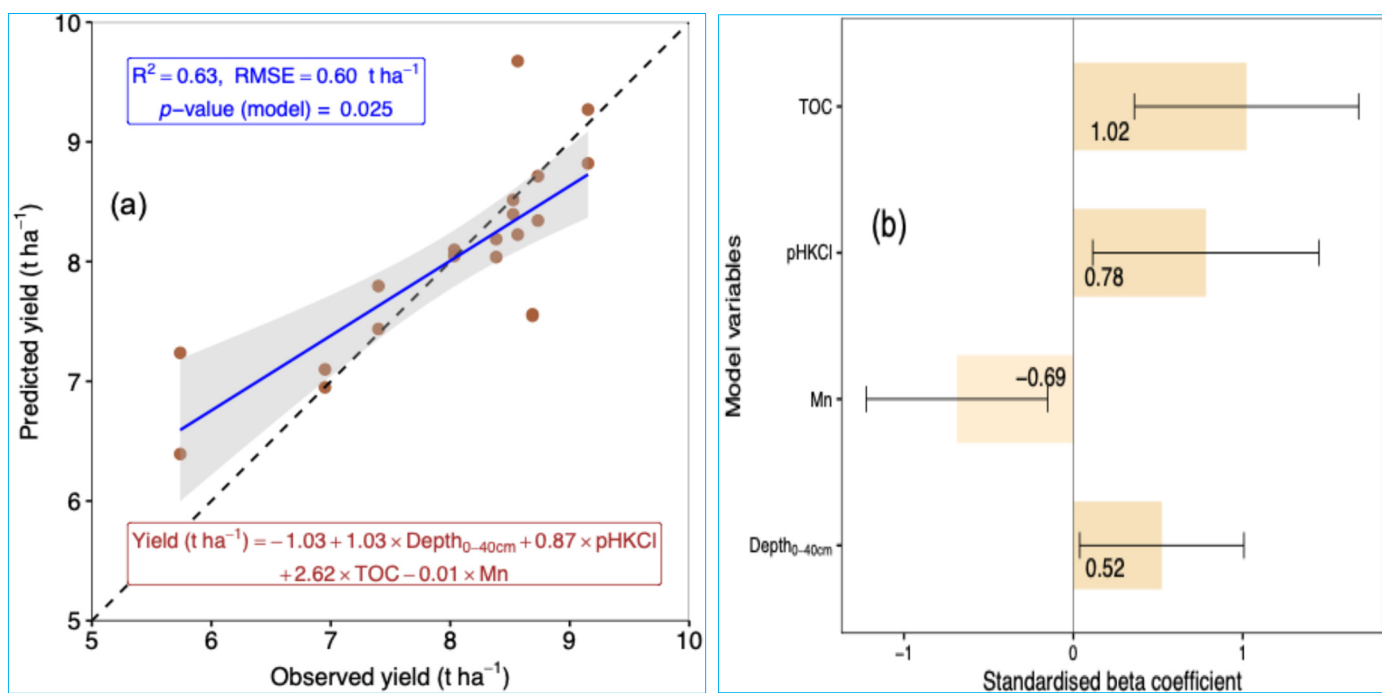 R² = 0.63, RMSE = 0.60 t ha⁻¹
p−value (model) = 0.025
(a)
Predicted yield (t ha⁻¹)
10
9
8
7
6
5
Yield (t ha⁻¹) = −1.03 + 1.03 × Depth₀₋₄₀cm + 0.87 × pHKCl
+2.62 × TOC − 0.01 × Mn
5 6 7 8 9 10
Observed yield (t ha⁻¹)
(b)
Model variables
TOC
1.02
pHKCl
0.78
Mn
−0.69
Depth₀₋₄₀cm
0.52
−1 0 1
Standardised beta coefficient